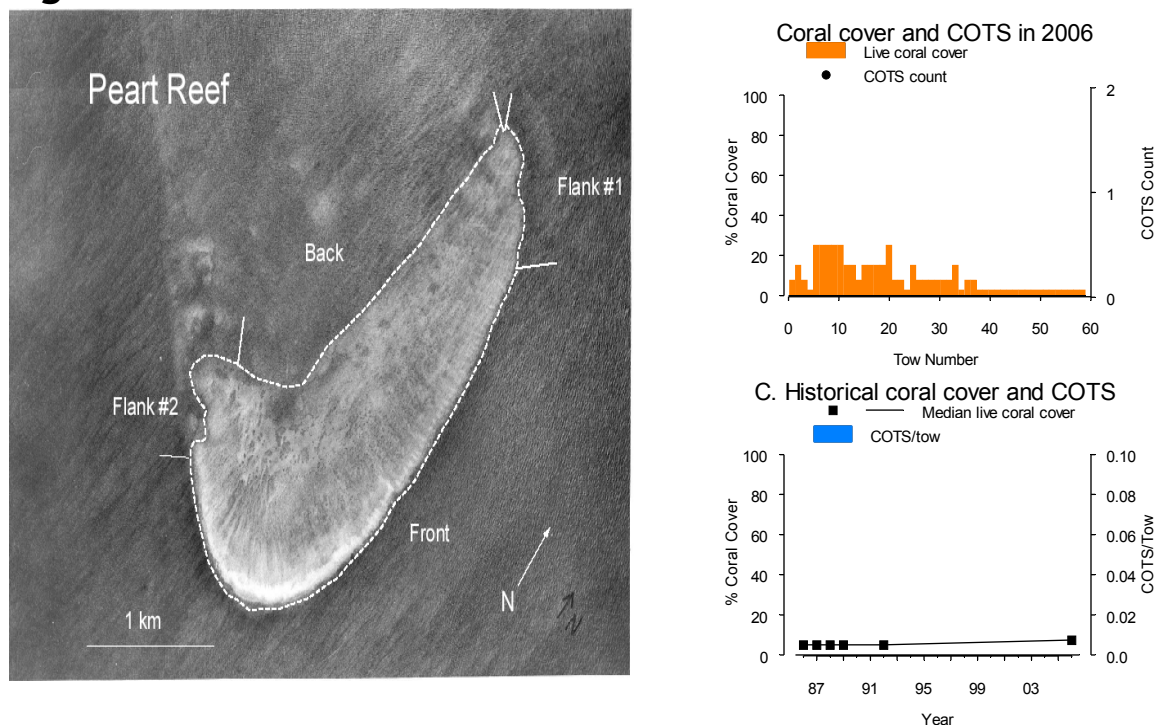 Peart Reef
Flank #1
Back
Flank #2
Front
N
N
1 km
Coral cover and COTS in 2006
Live coral cover
COTS count
100
80
60
40
20
0
% Coral Cover
2
1
0
COTS Count
0 10 20 30 40 50 60
Tow Number
C. Historical coral cover and COTS
Median live coral cover
COTS/tow
100
80
60
40
20
0
% Coral Cover
0.10
0.08
0.06
0.04
0.02
0.0
COTS/Tow
87 91 95 99 03
Year